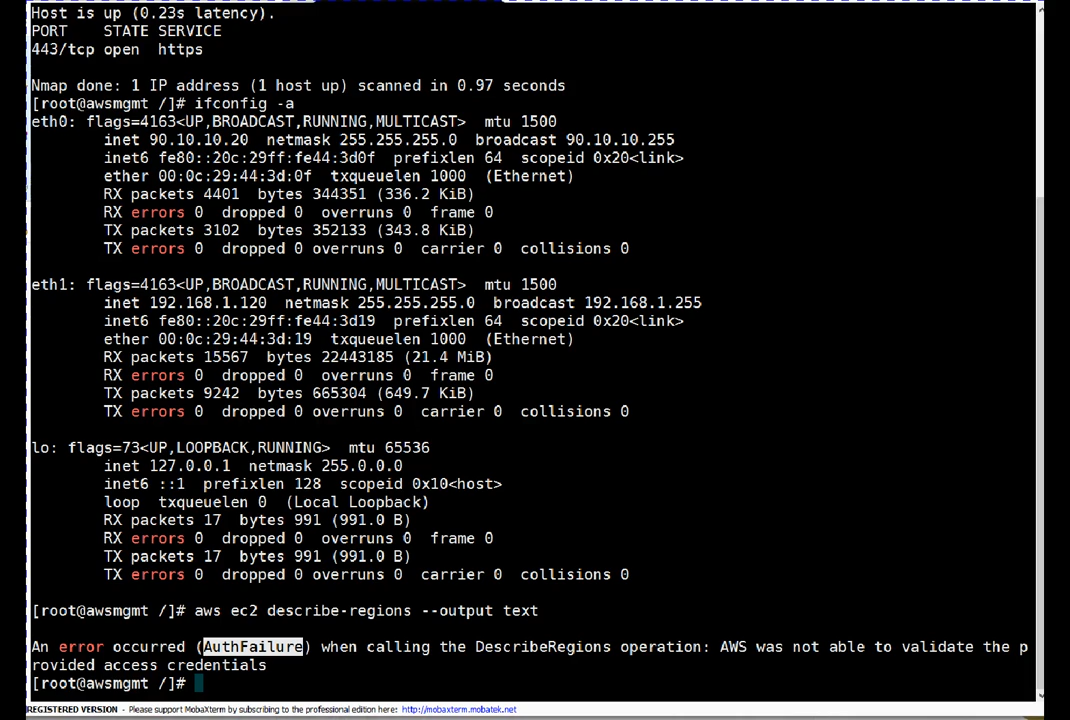 Host is up (0.23s latency).
PORT    STATE SERVICE
443/tcp open  https
Nmap done: 1 IP address (1 host up) scanned in 0.97 seconds
[root@awsmgmt /]# ifconfig -a
eth0: flags=4163<UP,BROADCAST,RUNNING,MULTICAST>  mtu 1500
        inet 90.10.10.20  netmask 255.255.255.0  broadcast 90.10.10.255
        inet6 fe80::20c:29ff:fe44:3d0f  prefixlen 64  scopeid 0x20<link>
        ether 00:0c:29:44:3d:0f  txqueuelen 1000  (Ethernet)
        RX packets 4401  bytes 344351 (336.2 KiB)
        RX errors 0  dropped 0  overruns 0  frame 0
        TX packets 3102  bytes 352133 (343.8 KiB)
        TX errors 0  dropped 0 overruns 0  carrier 0  collisions 0
eth1: flags=4163<UP,BROADCAST,RUNNING,MULTICAST>  mtu 1500
        inet 192.168.1.120  netmask 255.255.255.0  broadcast 192.168.1.255
        inet6 fe80::20c:29ff:fe44:3d19  prefixlen 64  scopeid 0x20<link>
        ether 00:0c:29:44:3d:19  txqueuelen 1000  (Ethernet)
        RX packets 15567  bytes 22443185 (21.4 MiB)
        RX errors 0  dropped 0  overruns 0  frame 0
        TX packets 9242  bytes 665304 (649.7 KiB)
        TX errors 0  dropped 0 overruns 0  carrier 0  collisions 0
lo: flags=73<UP,LOOPBACK,RUNNING>  mtu 65536
        inet 127.0.0.1  netmask 255.0.0.0
        inet6 ::1  prefixlen 128  scopeid 0x10<host>
        loop  txqueuelen 0  (Local Loopback)
        RX packets 17  bytes 991 (991.0 B)
        RX errors 0  dropped 0  overruns 0  frame 0
        TX packets 17  bytes 991 (991.0 B)
        TX errors 0  dropped 0 overruns 0  carrier 0  collisions 0
[root@awsmgmt /]# aws ec2 describe-regions --output text
An error occurred (AuthFailure) when calling the DescribeRegions operation: AWS was not able to validate the p
rovided access credentials
[root@awsmgmt /]#
REGISTERED VERSION - Please support MobaXterm by subscribing to the professional edition here: http://mobaxterm.mobatek.net